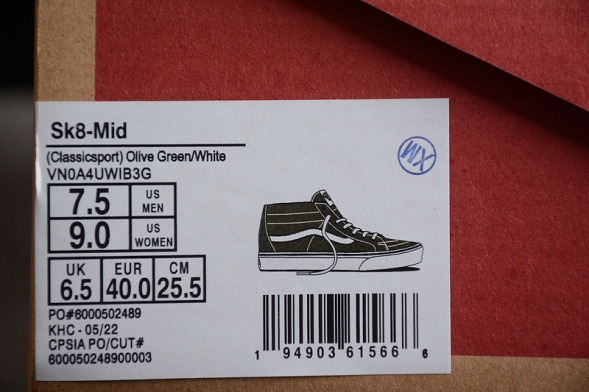 Sk8-Mid
(Classicsport) Olive Green/White
VN0A4UWIB3G
7.5 US MEN
9.0 US WOMEN
UK EUR CM
6.5 40.0 25.5
PO#6000502489
KHC - 05/22
CPSIA PO/CUT#
600050248900003
1 94903 61566 6